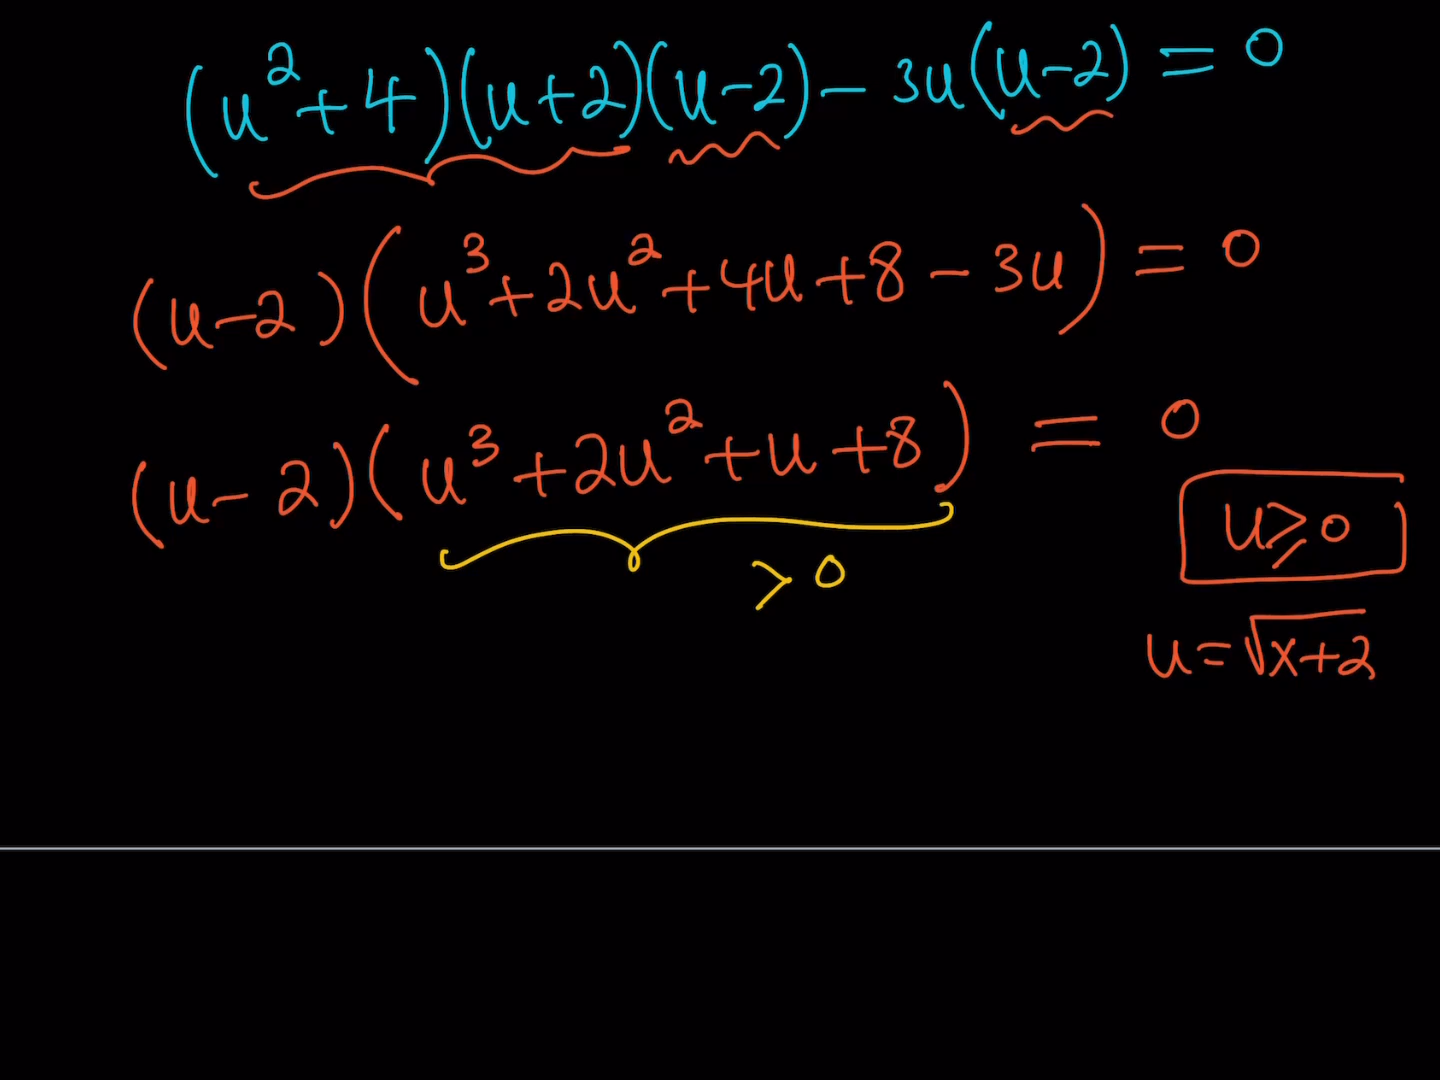 (u²+4)(u+2)(u-2) - 3u(u-2) = 0
(u-2)(u³+2u²+4u+8-3u) = 0
(u-2)(u³+2u²+u+8) = 0
> 0
u ⩾ 0
u = √x+2